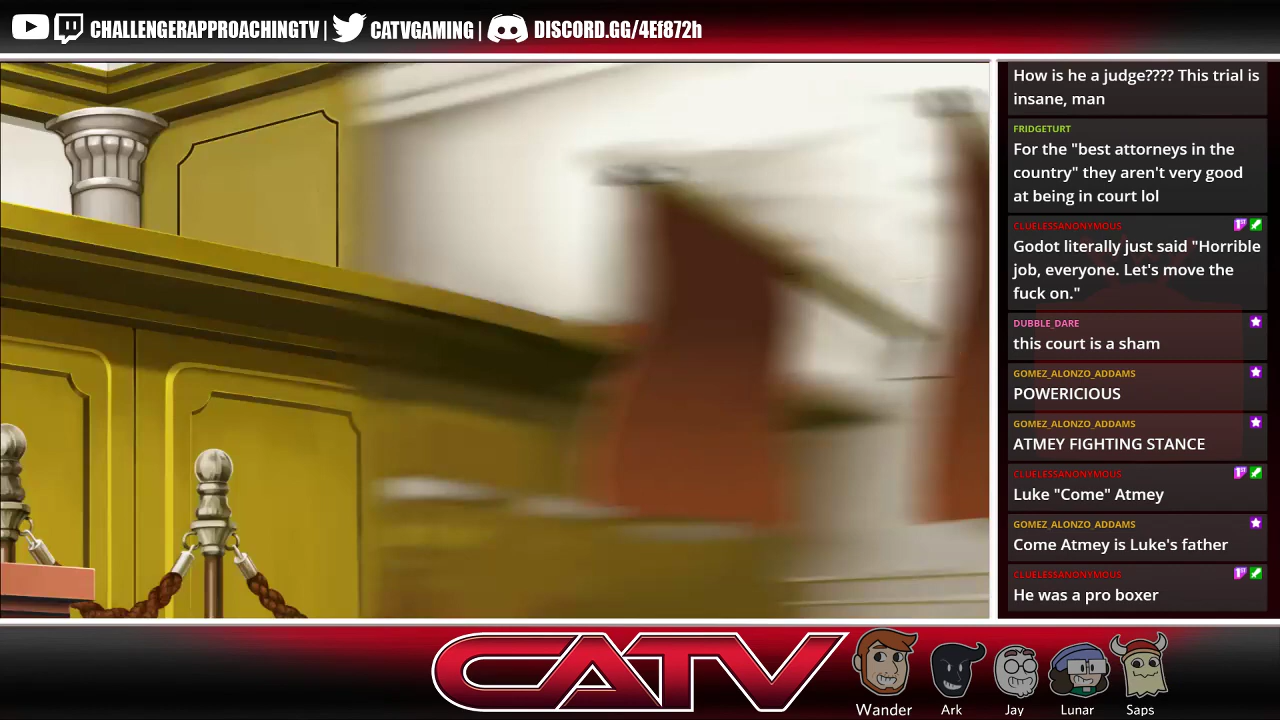 CHALLENGERAPPROACHINGTV | CATVGAMING | DISCORD.GG/4Ef872h
How is he a judge???? This trial is
insane, man
FRIDGETURT
For the "best attorneys in the
country" they aren't very good
at being in court lol
CLUELESSANONYMOUS
Godot literally just said "Horrible
job, everyone. Let's move the
fuck on."
DUBBLE_DARE
this court is a sham
GOMEZ_ALONZO_ADDAMS
POWERICIOUS
GOMEZ_ALONZO_ADDAMS
ATMEY FIGHTING STANCE
CLUELESSANONYMOUS
Luke "Come" Atmey
GOMEZ_ALONZO_ADDAMS
Come Atmey is Luke's father
CLUELESSANONYMOUS
He was a pro boxer
CATV
Wander Ark Jay Lunar Saps